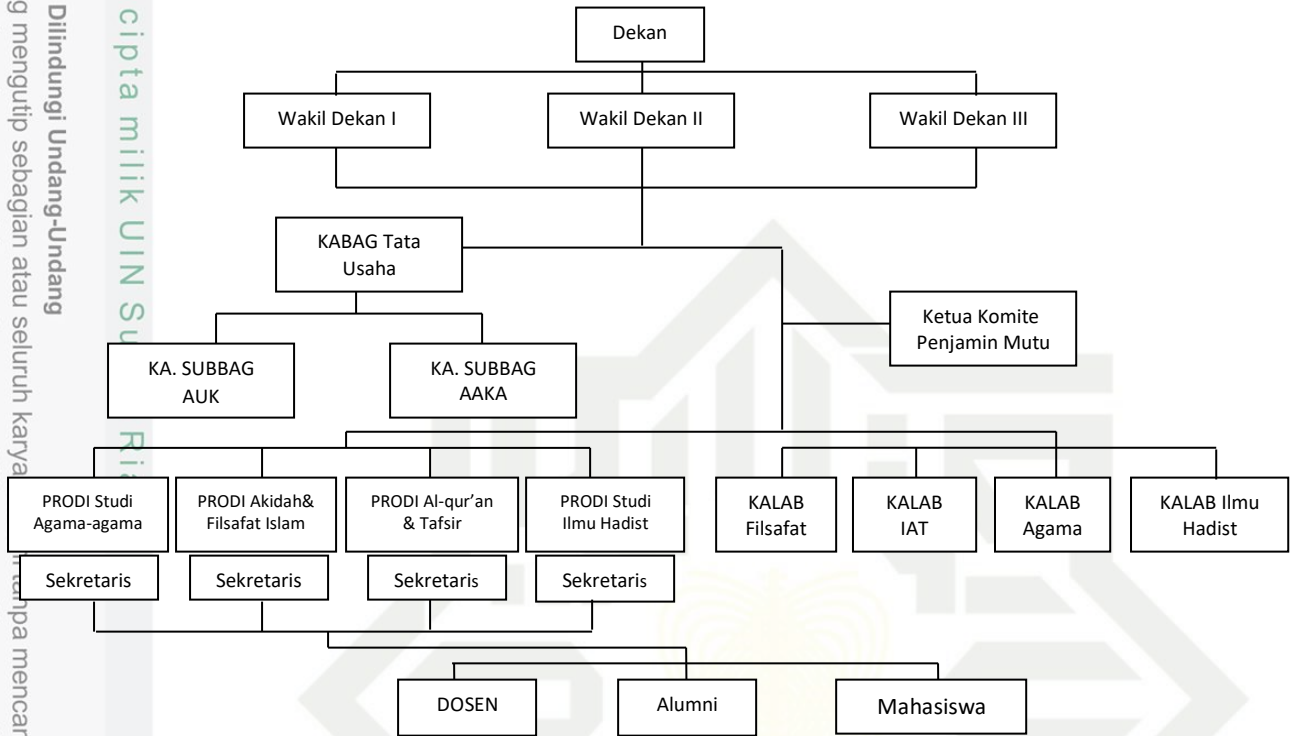 Dekan
Wakil Dekan I
Wakil Dekan II
Wakil Dekan III
KABAG Tata
Usaha
Ketua Komite
Penjamin Mutu
KA. SUBBAG
AUK
KA. SUBBAG
AAKA
PRODI Studi
Agama-agama
PRODI Akidah&
Filsafat Islam
PRODI Al-qur’an
& Tafsir
PRODI Studi
Ilmu Hadist
KALAB
Filsafat
KALAB
IAT
KALAB
Agama
KALAB Ilmu
Hadist
Sekretaris
Sekretaris
Sekretaris
Sekretaris
DOSEN
Alumni
Mahasiswa
cipta milik UIN
Dilindungi Undang-Undang
mengutip sebagian atau seluruh karya